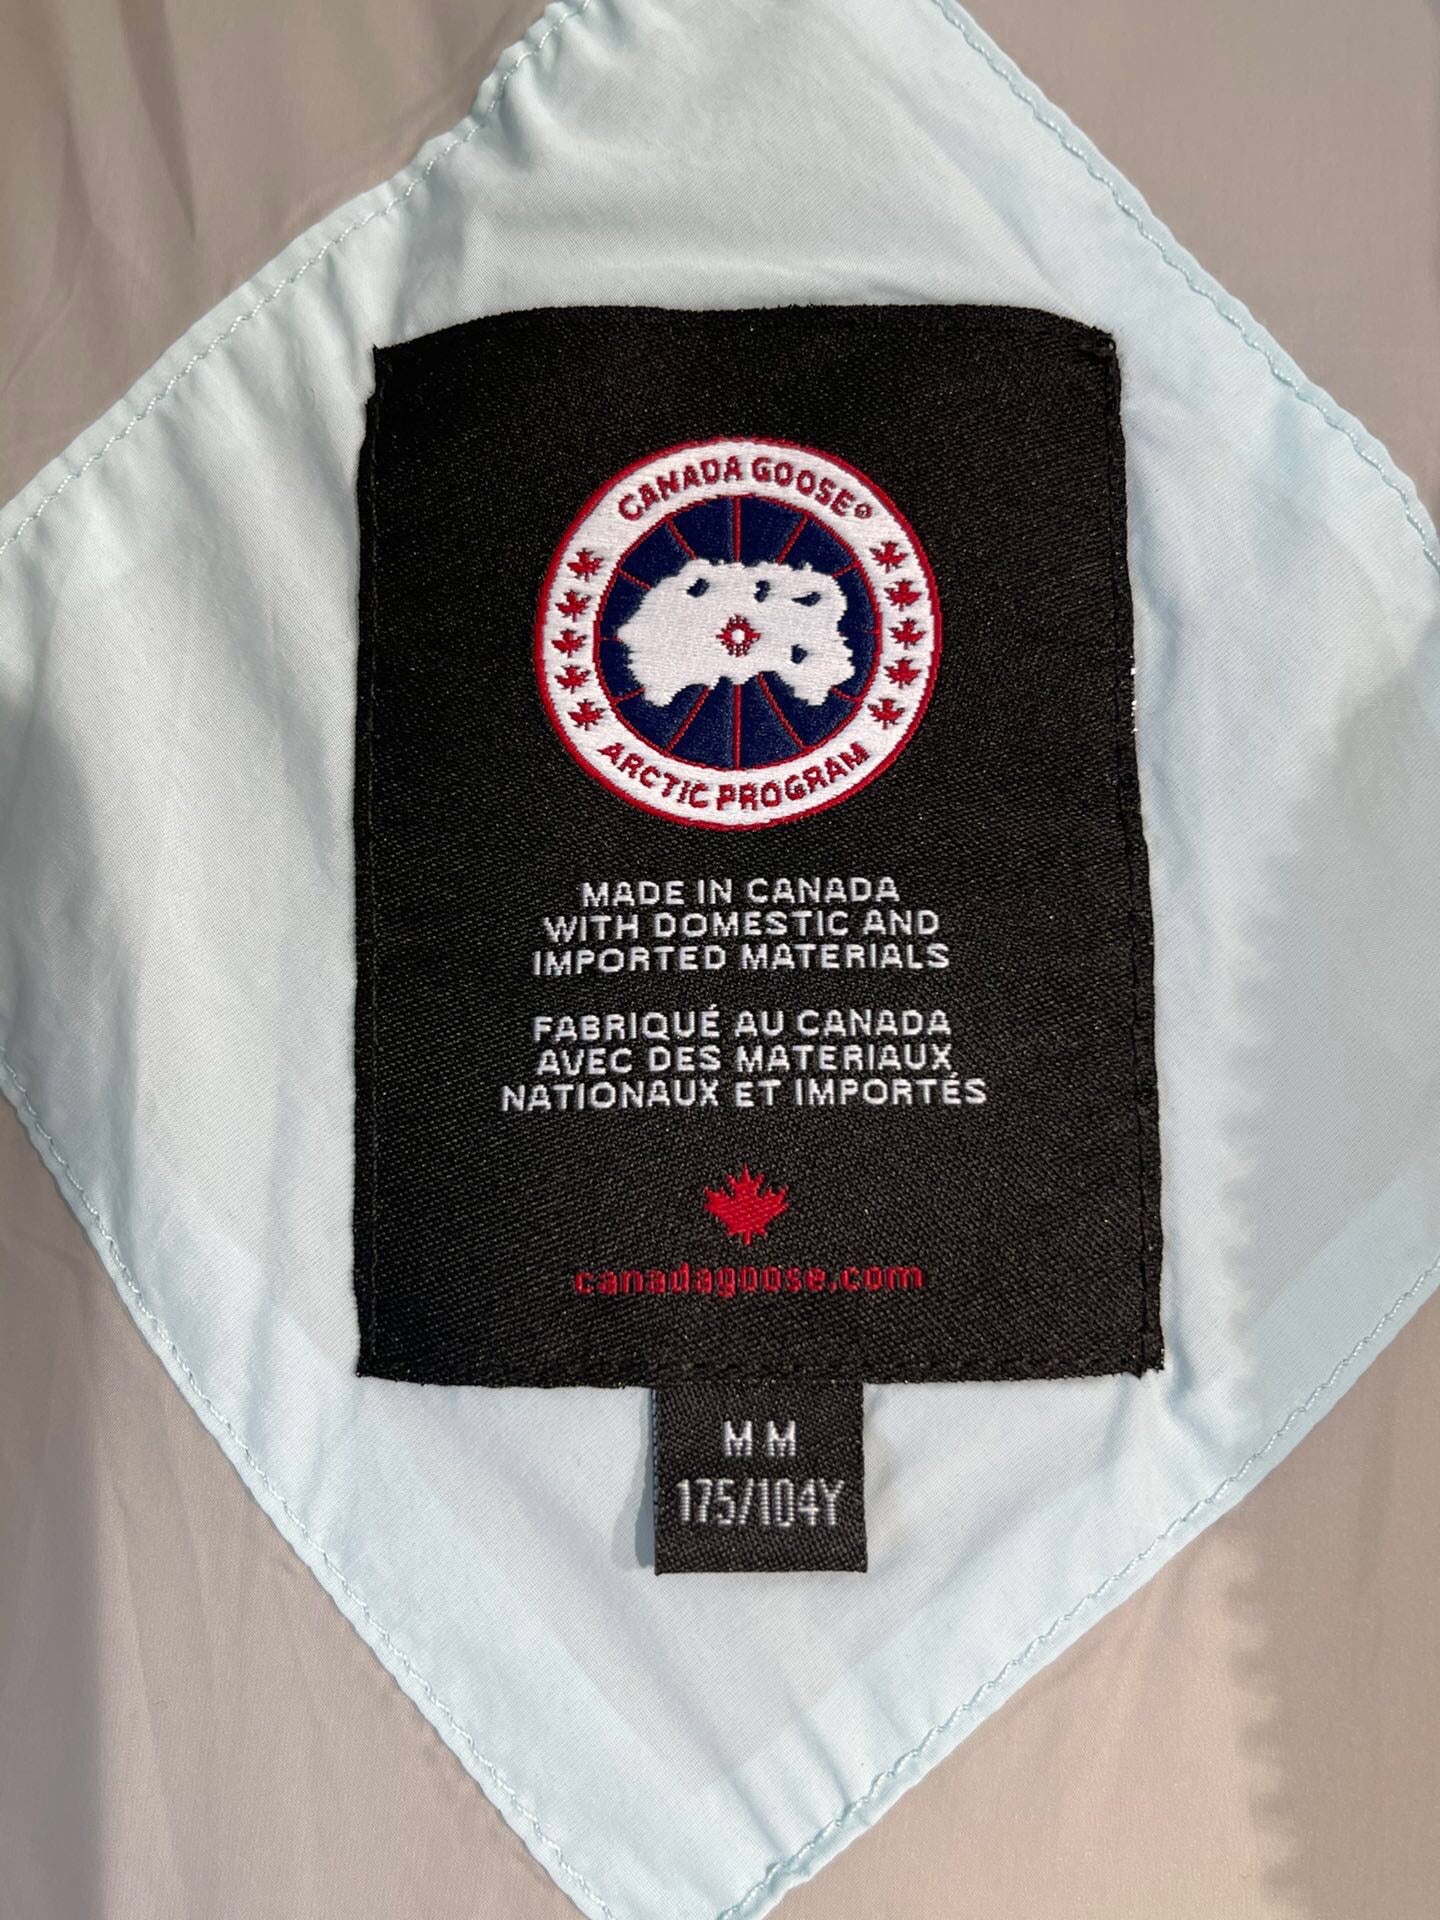 CANADA GOOSE®
ARCTIC PROGRAM
MADE IN CANADA
WITH DOMESTIC AND
IMPORTED MATERIALS
FABRIQUÉ AU CANADA
AVEC DES MATERIAUX
NATIONAUX ET IMPORTÉS
canadagoose.com
M M
175/104Y